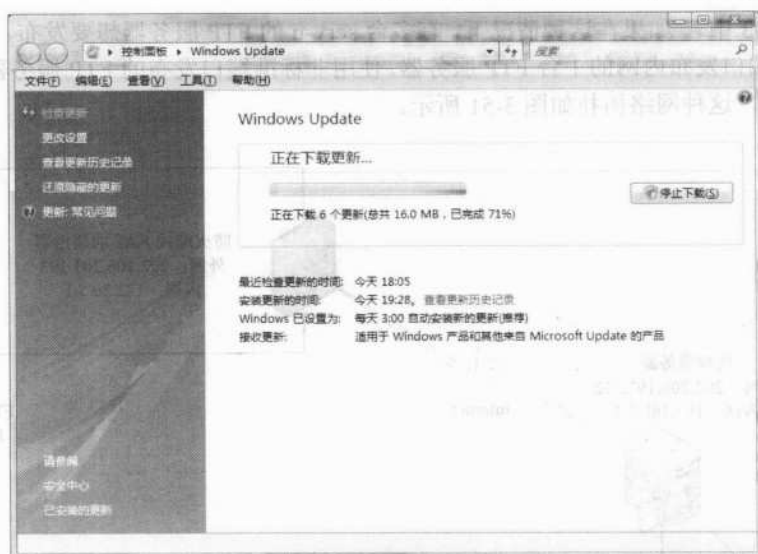 控制面板 ▸ Windows Update
搜索
文件(F) 编辑(E) 查看(V) 工具(T) 帮助(H)
检查更新
更改设置
查看更新历史记录
还原隐藏的更新
更新: 常见问题
Windows Update
正在下载更新...
停止下载(S)
正在下载 6 个更新(总共 16.0 MB，已完成 71%)
最近检查更新的时间: 今天 18:05
安装更新的时间: 今天 19:28。 查看更新历史记录
Windows 已设置为: 每天 3:00 自动安装新的更新(推荐)
接收更新: 适用于 Windows 产品和其他来自 Microsoft Update 的产品
请参阅
安全中心
已安装的更新